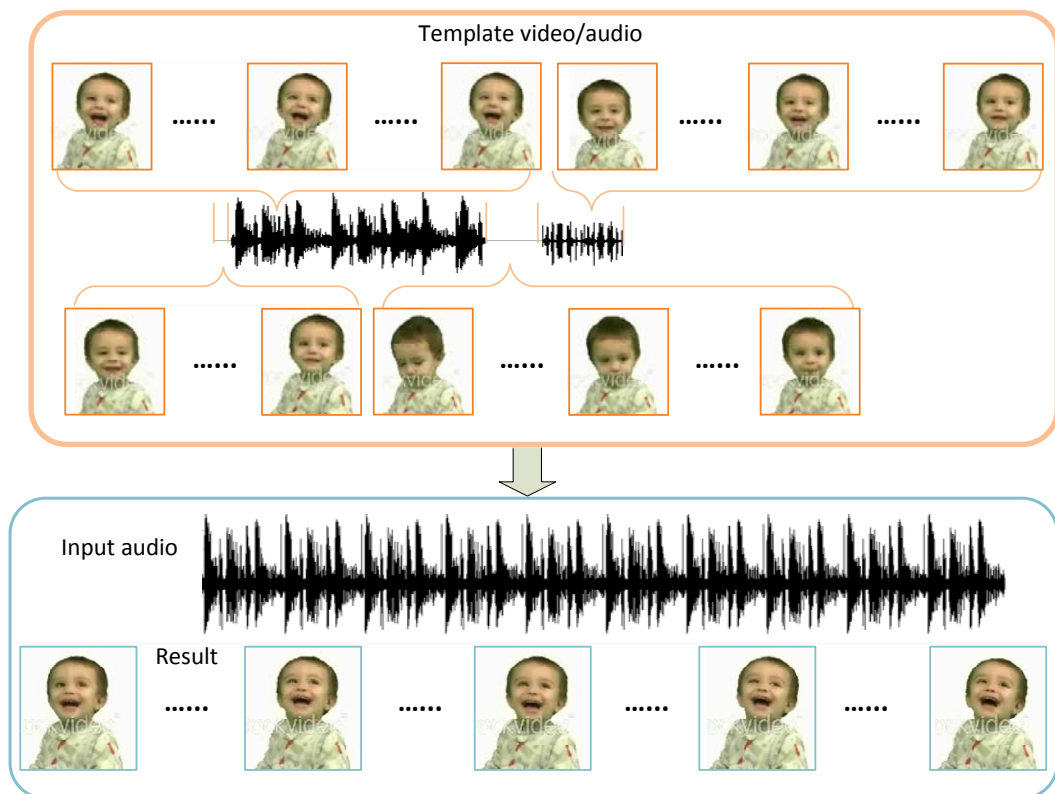 Template video/audio
...... ...... ...... ......
...... ...... ......
Input audio
Result
...... ...... ...... ......